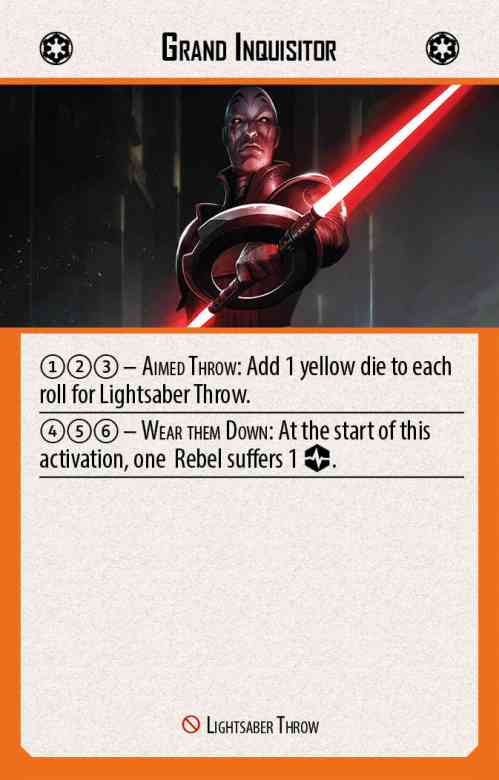 Grand Inquisitor
①②③ – Aimed Throw: Add 1 yellow die to each
roll for Lightsaber Throw.
④⑤⑥ – Wear them Down: At the start of this
activation, one Rebel suffers 1 .
Lightsaber Throw